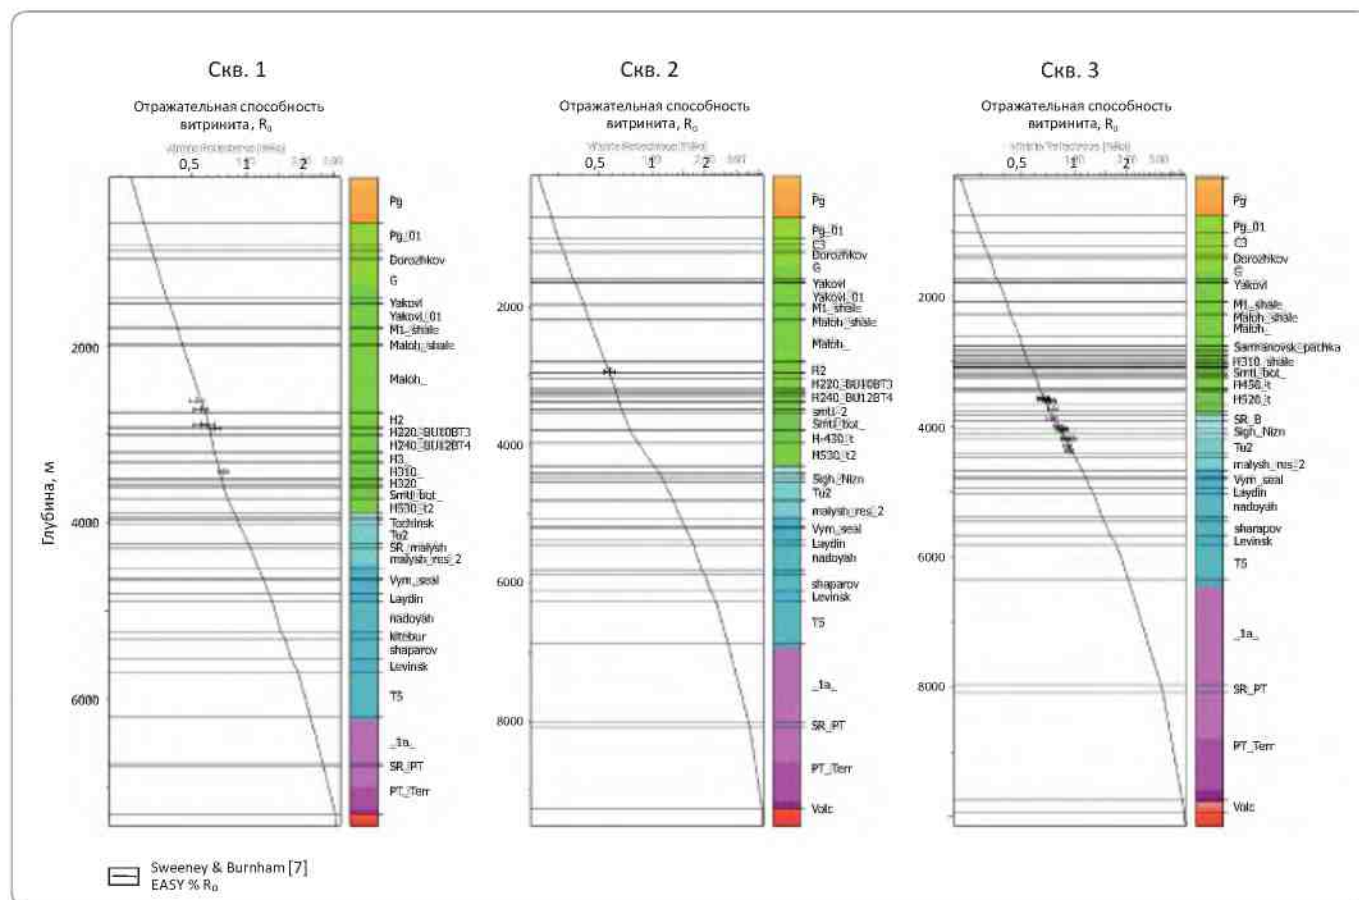 Скв. 1
Отражательная способность
витринита, R₀
0,5 1 2
2000
4000
6000
Глубина, м
Pg
Pg_01
Dorozhkov
G
Yakovl
Yakovl_01
M1_shale
Maloh_shale
Maloh_
H2
H220_BU10BT3
H240_BU12BT4
H3_
H310_
H320
Smtl_bot_
H530_t2
Tochinsk
Tu2
SR_malysh
malysh_res_2
Vym_seal
Laydin
nadoyah
kitebur
shaparov
Levinsk
T5
_1a_
SR_PT
PT_Terr
Скв. 2
Отражательная способность
витринита, R₀
0,5 1 2
2000
4000
6000
8000
Pg
Pg_01
C3
Dorozhkov
G
Yakovl
Yakovl_01
M1_shale
Maloh_shale
Maloh_
H2
H220_BU10BT3
H240_BU12BT4
smtl-2
Smtl_bot_
H-430_t
H530_t2
Sigh_Nizn
Tu2
malysh_res_2
Vym_seal
Laydin
nadoyah
shaparov
Levinsk
T5
_1a_
SR_PT
PT_Terr
Volc
Скв. 3
Отражательная способность
витринита, R₀
0,5 1 2
2000
4000
6000
8000
Pg
Pg_01
C3
Dorozhkov
G
Yakovl
M1_shale
Maloh_shale
Maloh_
Samanovsk_pachka
H310_shale
Smtl_bot_
H450_t
H520_t
SR_B
Sigh_Nizn
Tu2
malysh_res_2
Vym_seal
Laydin
nadoyah
sharapov
Levinsk
T5
_1a_
SR_PT
PT_Terr
Volc
Sweeney & Burnham [7]
EASY % R₀